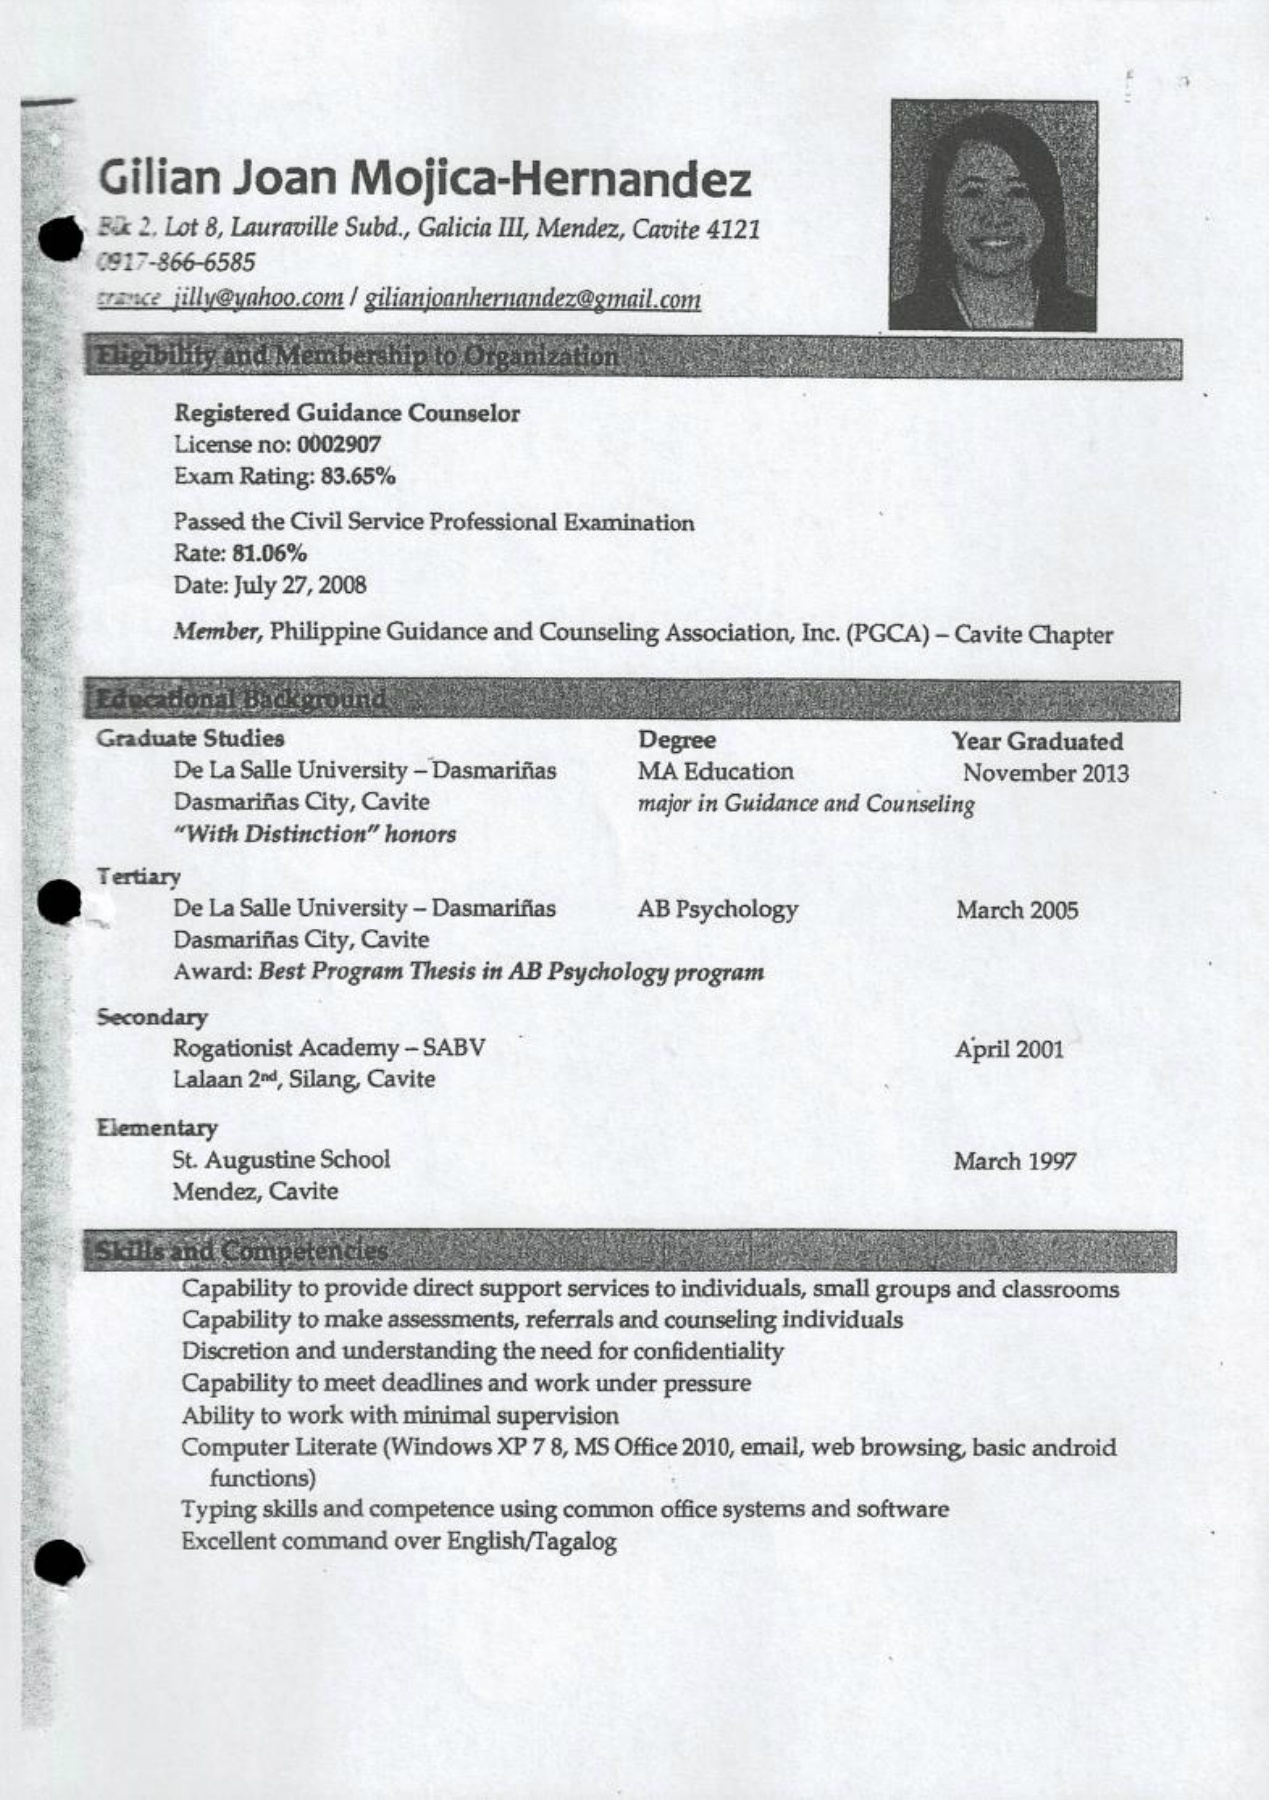 Gilian Joan Mojica-Hernandez
Blk 2, Lot 8, Lauraville Subd., Galicia III, Mendez, Cavite 4121
0917-866-6585
jilly@yahoo.com / gilianjoanhernandez@gmail.com
Eligibility and Membership to Organization
Registered Guidance Counselor
License no: 0002907
Exam Rating: 83.65%
Passed the Civil Service Professional Examination
Rate: 81.06%
Date: July 27, 2008
Member, Philippine Guidance and Counseling Association, Inc. (PGCA) – Cavite Chapter
Educational Background
Graduate Studies Degree Year Graduated
De La Salle University – Dasmariñas MA Education November 2013
Dasmariñas City, Cavite major in Guidance and Counseling
"With Distinction" honors
Tertiary
De La Salle University – Dasmariñas AB Psychology March 2005
Dasmariñas City, Cavite
Award: Best Program Thesis in AB Psychology program
Secondary
Rogationist Academy – SABV April 2001
Lalaan 2nd, Silang, Cavite
Elementary
St. Augustine School March 1997
Mendez, Cavite
Skills and Competencies
Capability to provide direct support services to individuals, small groups and classrooms
Capability to make assessments, referrals and counseling individuals
Discretion and understanding the need for confidentiality
Capability to meet deadlines and work under pressure
Ability to work with minimal supervision
Computer Literate (Windows XP 7 8, MS Office 2010, email, web browsing, basic android
functions)
Typing skills and competence using common office systems and software
Excellent command over English/Tagalog